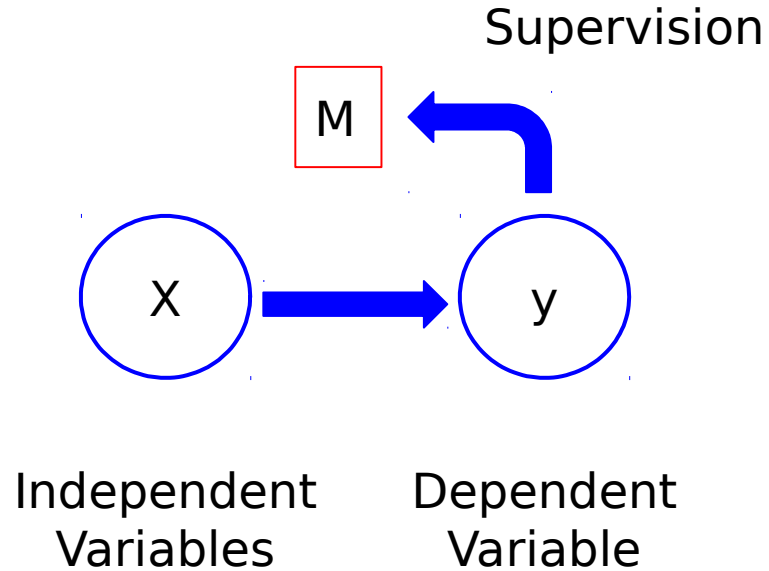 Supervision
M
X
y
Independent
Variables
Dependent
Variable